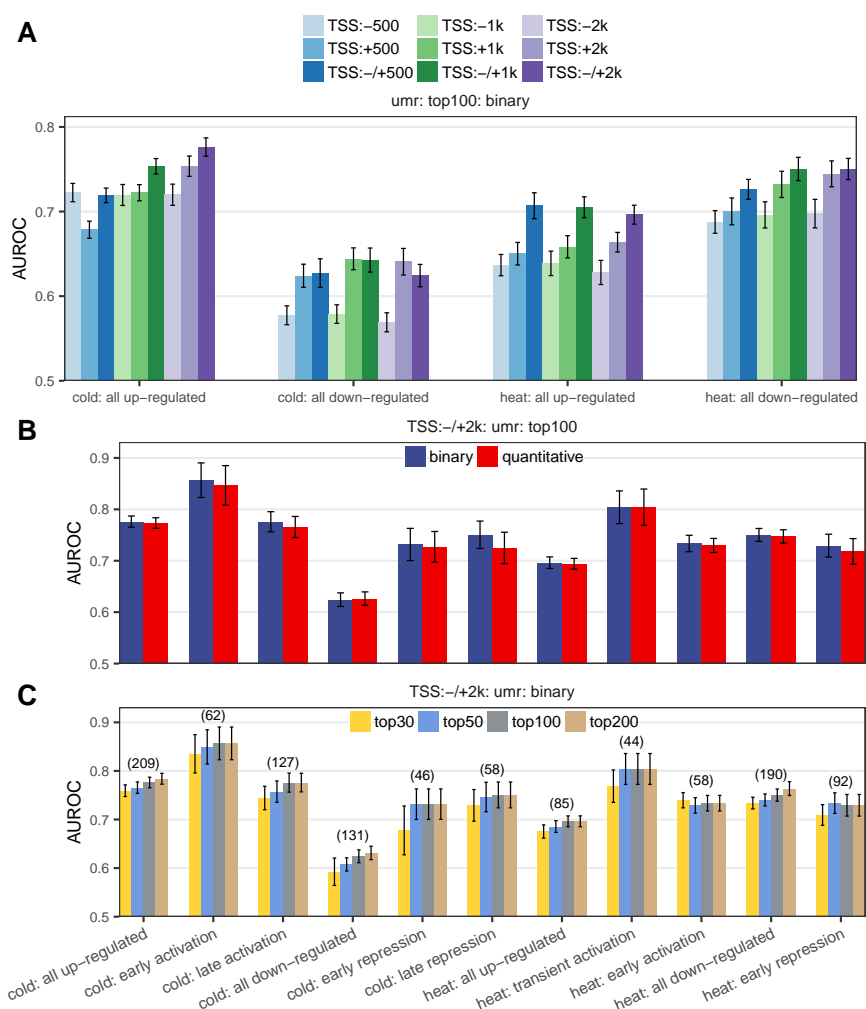 A
TSS:−500 TSS:−1k TSS:−2k
TSS:+500 TSS:+1k TSS:+2k
TSS:−/+500 TSS:−/+1k TSS:−/+2k
umr: top100: binary
0.8
0.7
0.6
0.5
AUROC
cold: all up−regulated cold: all down−regulated heat: all up−regulated heat: all down−regulated
B
TSS:−/+2k: umr: top100
binary quantitative
0.9
0.8
0.7
0.6
0.5
AUROC
C
TSS:−/+2k: umr: binary
top30 top50 top100 top200
0.9
0.8
0.7
0.6
0.5
AUROC
(209) (62) (127) (131) (46) (58) (85) (44) (58) (190) (92)
cold: all up−regulated
cold: early activation
cold: late activation
cold: all down−regulated
cold: early repression
cold: late repression
heat: all up−regulated
heat: transient activation
heat: early activation
heat: all down−regulated
heat: early repression